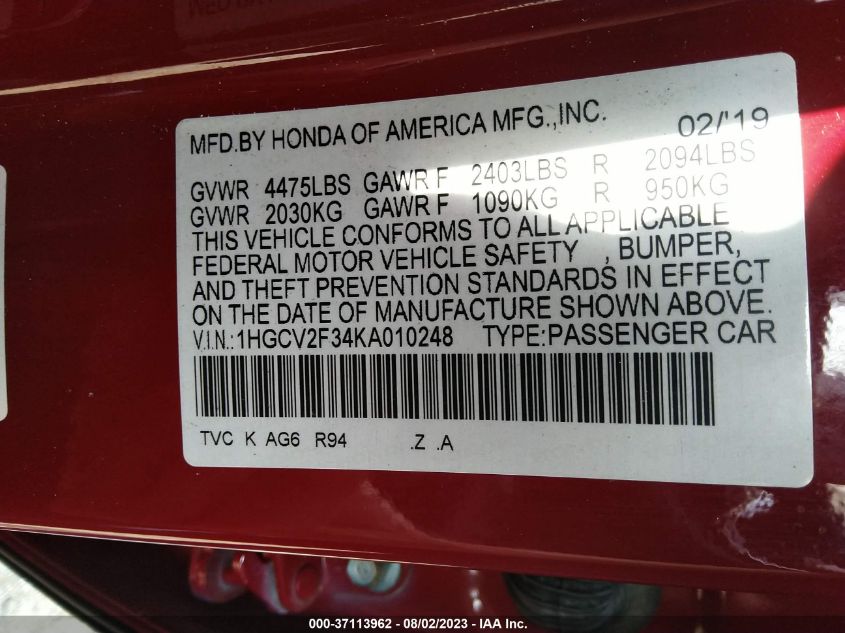 MFD.BY HONDA OF AMERICA MFG.,INC. 02/'19
GVWR 4475LBS GAWR F 2403LBS R 2094LBS
GVWR 2030KG GAWR F 1090KG R 950KG
THIS VEHICLE CONFORMS TO ALL APPLICABLE
FEDERAL MOTOR VEHICLE SAFETY , BUMPER,
AND THEFT PREVENTION STANDARDS IN EFFECT
ON THE DATE OF MANUFACTURE SHOWN ABOVE.
V.I.N.:1HGCV2F34KA010248 TYPE:PASSENGER CAR
TVC K AG6 R94 .Z .A
000-37113962 - 08/02/2023 - IAA Inc.